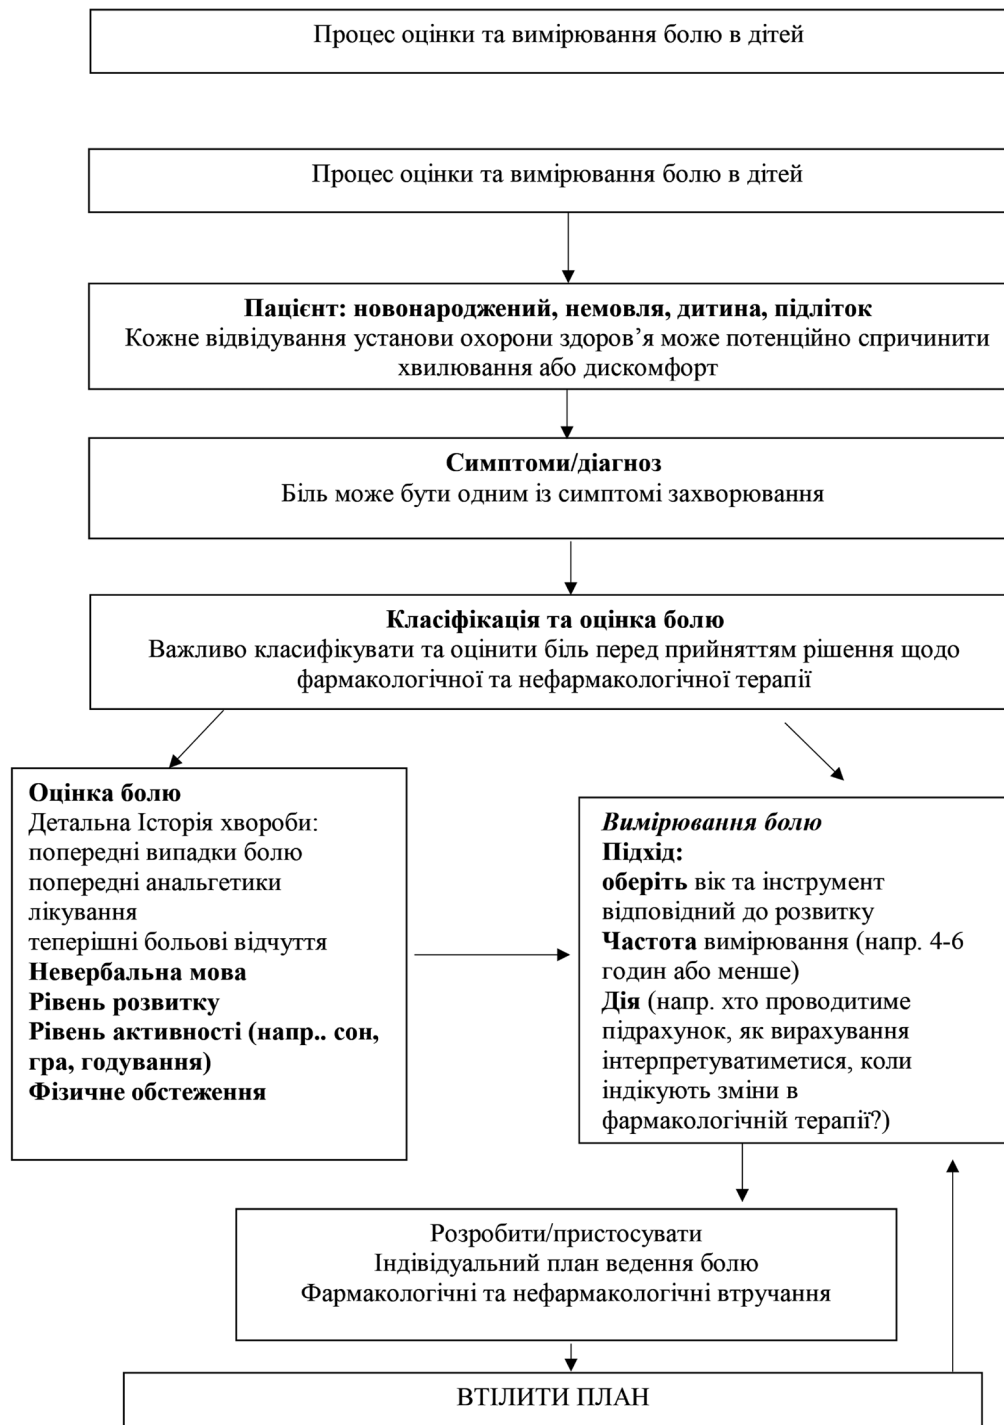 Процес оцінки та вимірювання болю в дітей
Процес оцінки та вимірювання болю в дітей
Пацієнт: новонароджений, немовля, дитина, підліток
Кожне відвідування установи охорони здоров’я може потенційно спричинити
хвилювання або дискомфорт
Симптоми/діагноз
Біль може бути одним із симптомі захворювання
Класіфікація та оцінка болю
Важливо класифікувати та оцінити біль перед прийняттям рішення щодо
фармакологічної та нефармакологічної терапії
Оцінка болю
Детальна Історія хвороби:
попередні випадки болю
попередні анальгетики
лікування
теперішні больові відчуття
Невербальна мова
Рівень розвитку
Рівень активності (напр.. сон,
гра, годування)
Фізичне обстеження
Вимірювання болю
Підхід:
оберіть вік та інструмент
відповідний до розвитку
Частота вимірювання (напр. 4-6
годин або менше)
Дія (напр. хто проводитиме
підрахунок, як вирахування
інтерпретуватиметися, коли
індікують зміни в
фармакологічній терапії?)
Розробити/пристосувати
Індівідуальний план ведення болю
Фармакологічні та нефармакологічні втручання
ВТІЛИТИ ПЛАН